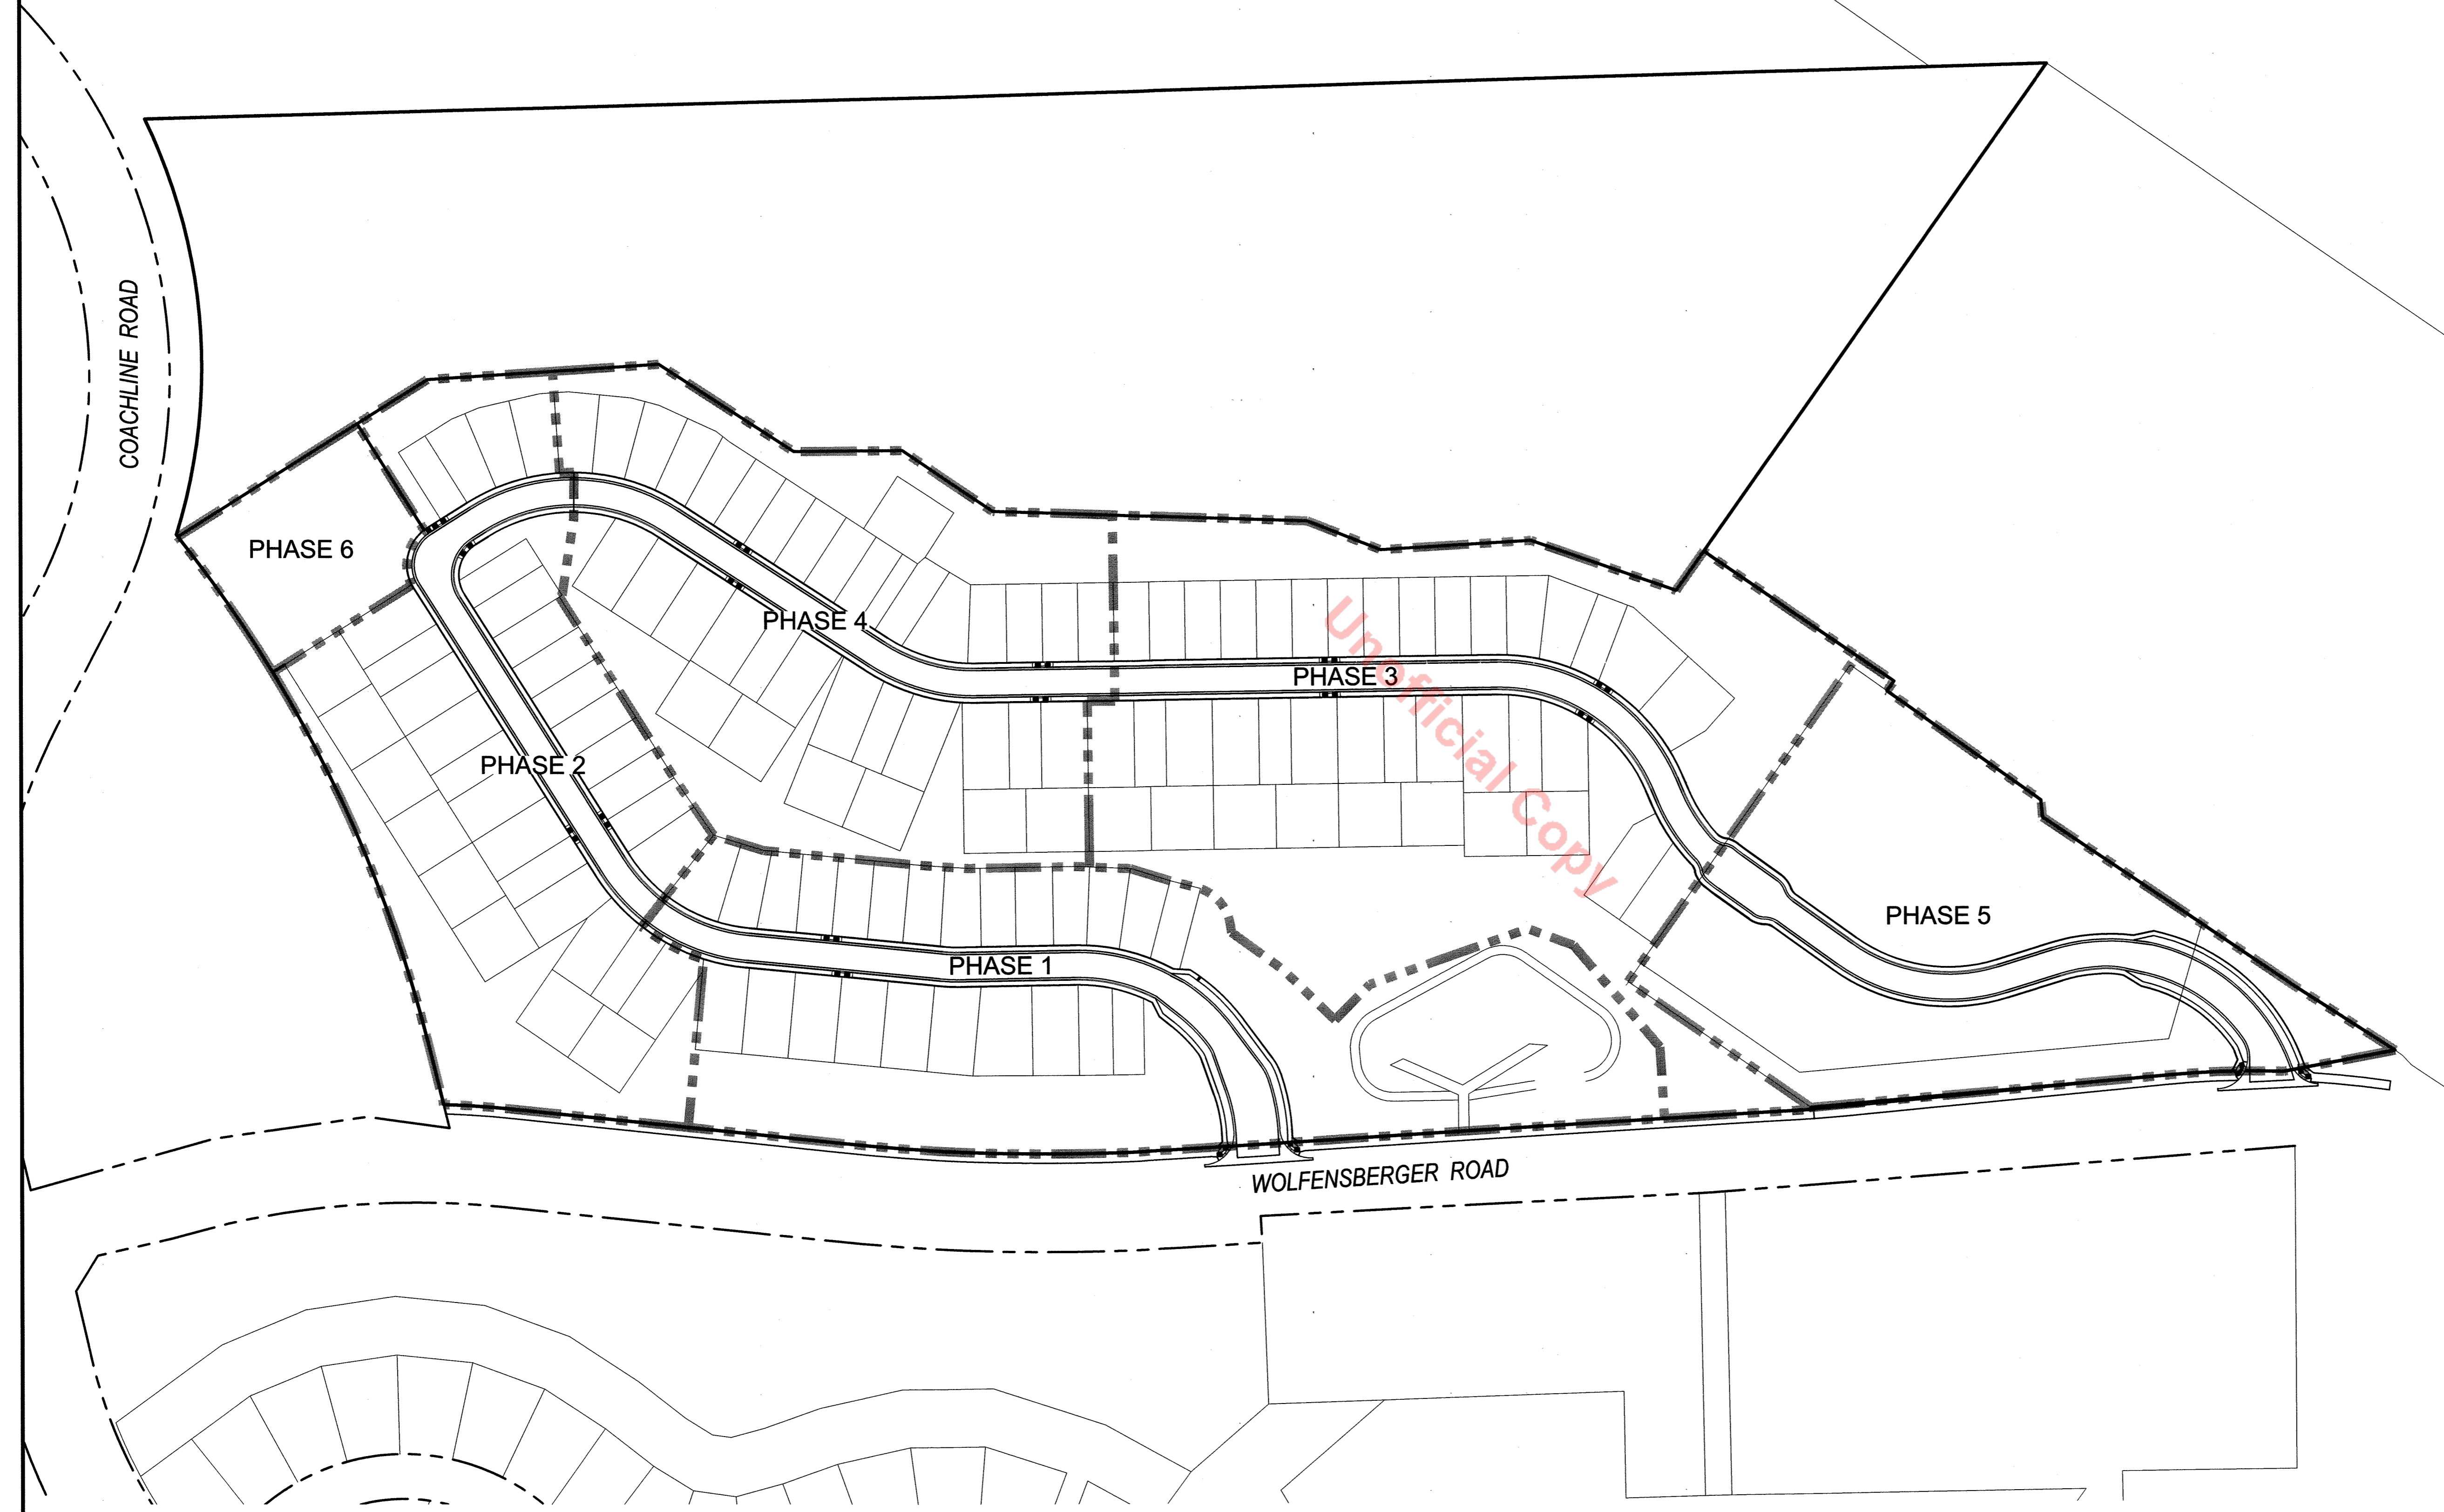 COACHLINE ROAD
PHASE 6
PHASE 4
PHASE 3
PHASE 2
PHASE 5
PHASE 1
WOLFENSBERGER ROAD
Unofficial Copy